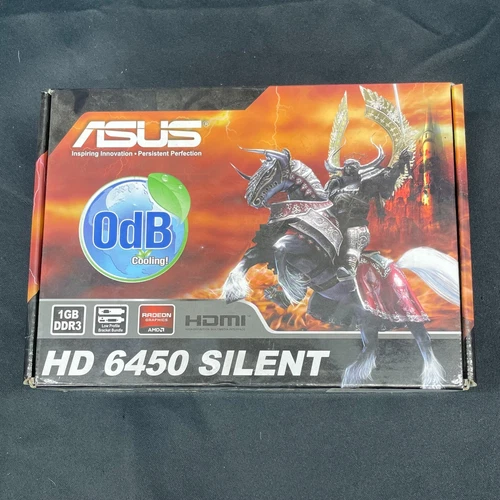 ASUS
Inspiring Innovation • Persistent Perfection
0dB
Cooling!
1GB
DDR3
Low Profile
Bracket Bundle
RADEON
GRAPHICS
AMD
HDMI
HD 6450 SILENT